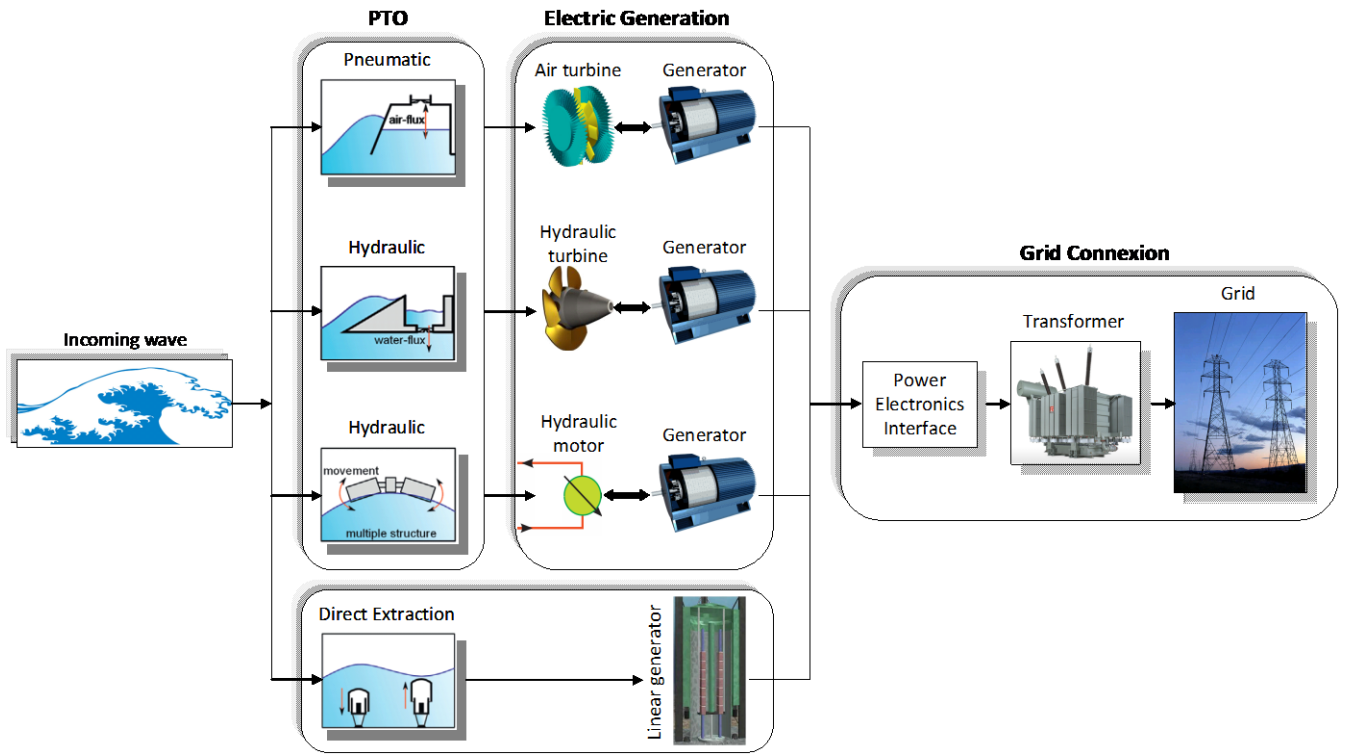 PTO
Electric Generation
Pneumatic
air-flux
Air turbine
Generator
Hydraulic
water-flux
Hydraulic
turbine
Generator
Incoming wave
Hydraulic
movement
multiple structure
Hydraulic
motor
Generator
Direct Extraction
Linear generator
Grid Connexion
Power
Electronics
Interface
Transformer
Grid